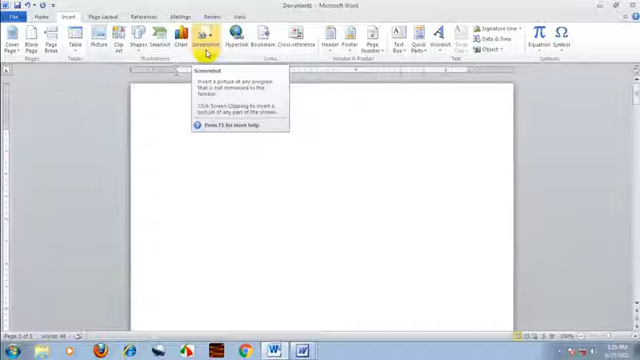 Document1 - Microsoft Word
File Home Insert Page Layout References Mailings Review View
Cover Page Blank Page Page Break Table Picture Clip Art Shapes SmartArt Chart Screenshot Hyperlink Bookmark Cross-reference Header Footer Page Number Text Box Quick Parts WordArt Drop Cap Signature Line Date & Time Object Equation Symbol
Pages Tables Illustrations Links Header & Footer Text Symbols
Screenshot
Insert a picture of any program
that is not minimized to the
taskbar.
Click Screen Clipping to insert a
picture of any part of the screen.
Press F1 for more help.
100%